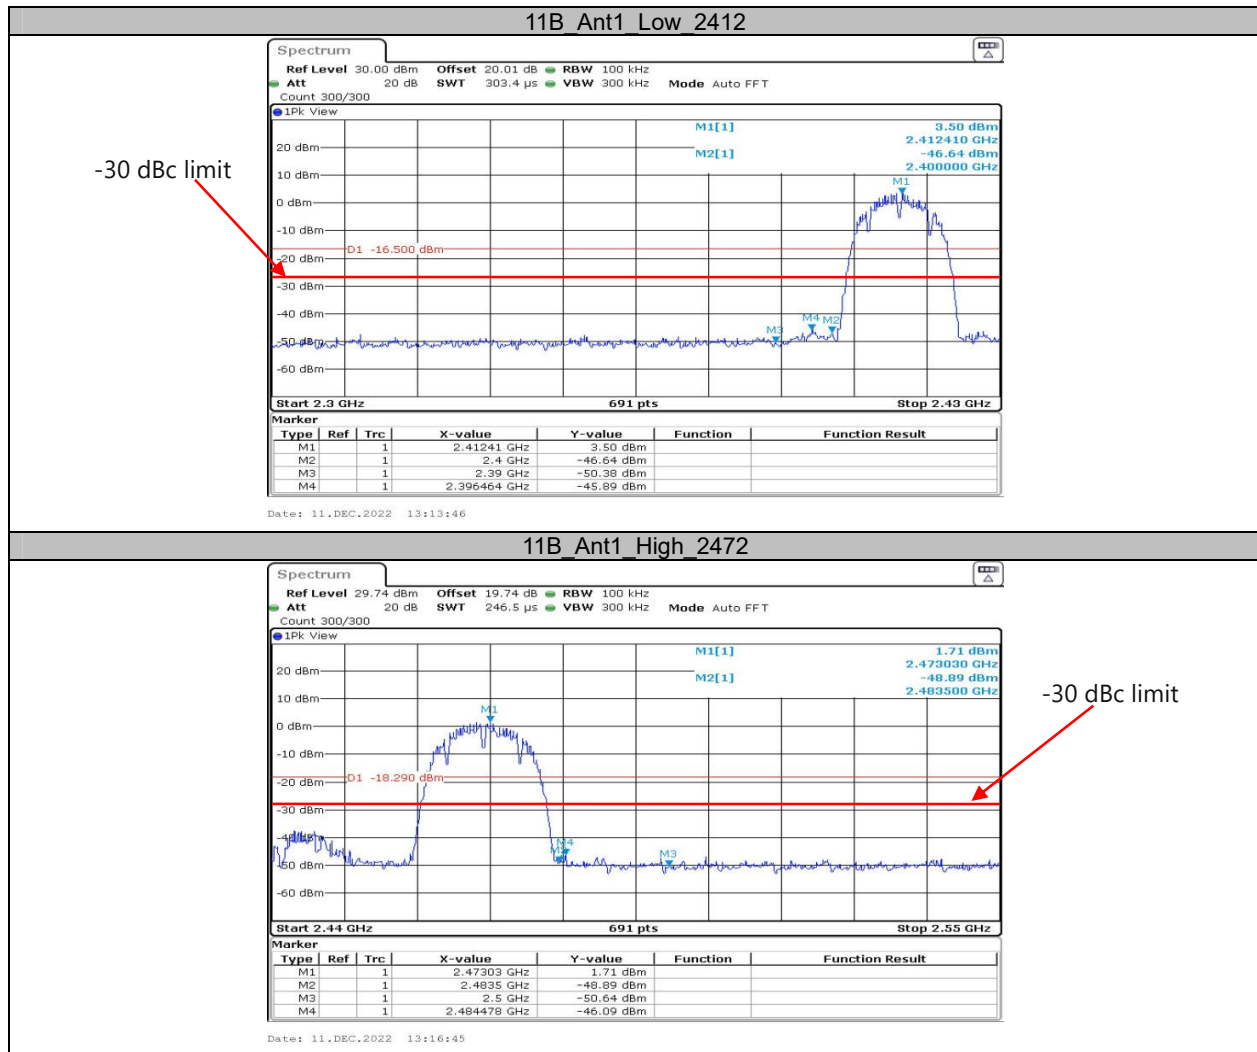 11B_Ant1_Low_2412
Spectrum
Ref Level 30.00 dBm Offset 20.01 dB RBW 100 kHz
Att 20 dB SWT 303.4 µs VBW 300 kHz Mode Auto FFT
Count 300/300
1Pk View
M1[1] 3.50 dBm
2.412410 GHz
M2[1] -46.64 dBm
2.400000 GHz
20 dBm
-30 dBc limit
10 dBm
M1
0 dBm
-10 dBm
D1 -16.500 dBm
-20 dBm
-30 dBm
-40 dBm
M4 M2
M3
-50 dBm
-60 dBm
Start 2.3 GHz 691 pts Stop 2.43 GHz
Marker
Type Ref Trc X-value Y-value Function Function Result
M1 1 2.41241 GHz 3.50 dBm
M2 1 2.4 GHz -46.64 dBm
M3 1 2.39 GHz -50.38 dBm
M4 1 2.396464 GHz -45.89 dBm
Date: 11.DEC.2022 13:13:46
11B_Ant1_High_2472
Spectrum
Ref Level 29.74 dBm Offset 19.74 dB RBW 100 kHz
Att 20 dB SWT 246.5 µs VBW 300 kHz Mode Auto FFT
Count 300/300
1Pk View
M1[1] 1.71 dBm
2.473030 GHz
M2[1] -48.89 dBm
2.483500 GHz
20 dBm
-30 dBc limit
10 dBm
M1
0 dBm
-10 dBm
D1 -18.290 dBm
-20 dBm
-30 dBm
-40 dBm
M4
M2 M3
-50 dBm
-60 dBm
Start 2.44 GHz 691 pts Stop 2.55 GHz
Marker
Type Ref Trc X-value Y-value Function Function Result
M1 1 2.47303 GHz 1.71 dBm
M2 1 2.4835 GHz -48.89 dBm
M3 1 2.5 GHz -50.64 dBm
M4 1 2.484478 GHz -46.09 dBm
Date: 11.DEC.2022 13:16:45